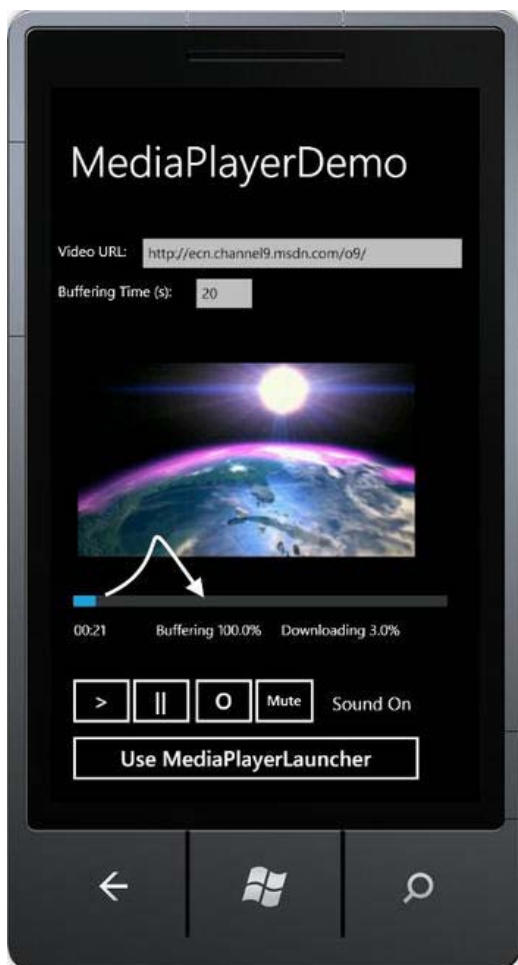 MediaPlayerDemo
Video URL: http://ecn.channel9.msdn.com/o9/
Buffering Time (s): 20
00:21 Buffering 100.0% Downloading 3.0%
> || O Mute Sound On
Use MediaPlayerLauncher